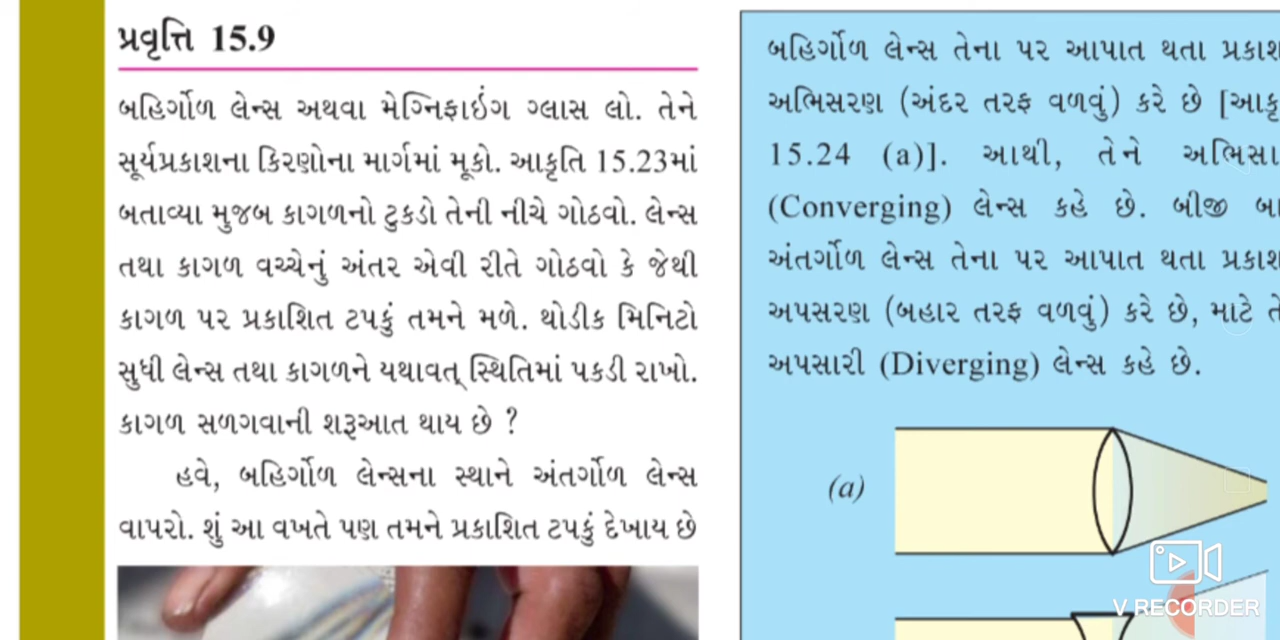 પ્રવૃત્તિ 15.9
બહિર્ગોળ લેન્સ અથવા મેગ્નિફાઇંગ ગ્લાસ લો. તેને
સૂર્યપ્રકાશના કિરણોના માર્ગમાં મૂકો. આકૃતિ 15.23માં
બતાવ્યા મુજબ કાગળનો ટુકડો તેની નીચે ગોઠવો. લેન્સ
તથા કાગળ વચ્ચેનું અંતર એવી રીતે ગોઠવો કે જેથી
કાગળ પર પ્રકાશિત ટપકું તમને મળે. થોડીક મિનિટો
સુધી લેન્સ તથા કાગળને યથાવત્ સ્થિતિમાં પકડી રાખો.
કાગળ સળગવાની શરૂઆત થાય છે ?
હવે, બહિર્ગોળ લેન્સના સ્થાને અંતર્ગોળ લેન્સ
વાપરો. શું આ વખતે પણ તમને પ્રકાશિત ટપકું દેખાય છે
બહિર્ગોળ લેન્સ તેના પર આપાત થતા પ્રકાશ
અભિસરણ (અંદર તરફ વળવું) કરે છે [
15.24 (a)]. આથી, તેને
(Converging) લેન્સ કહે છે. બીજી
અંતર્ગોળ લેન્સ તેના પર આપાત થતા પ્રકાશ
અપસરણ (બહાર તરફ વળવું) કરે છે, માટે
અપસારી (Diverging) લેન્સ કહે છે.
(a)
V RECORDER